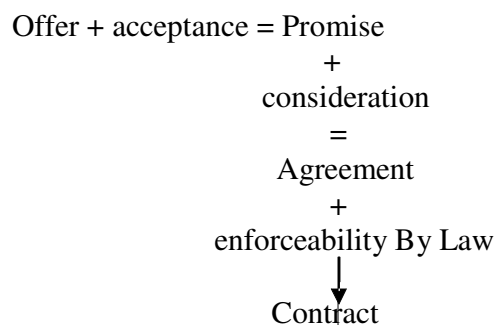 Offer + acceptance = Promise
+
consideration
=
Agreement
+
enforceability By Law
Contract